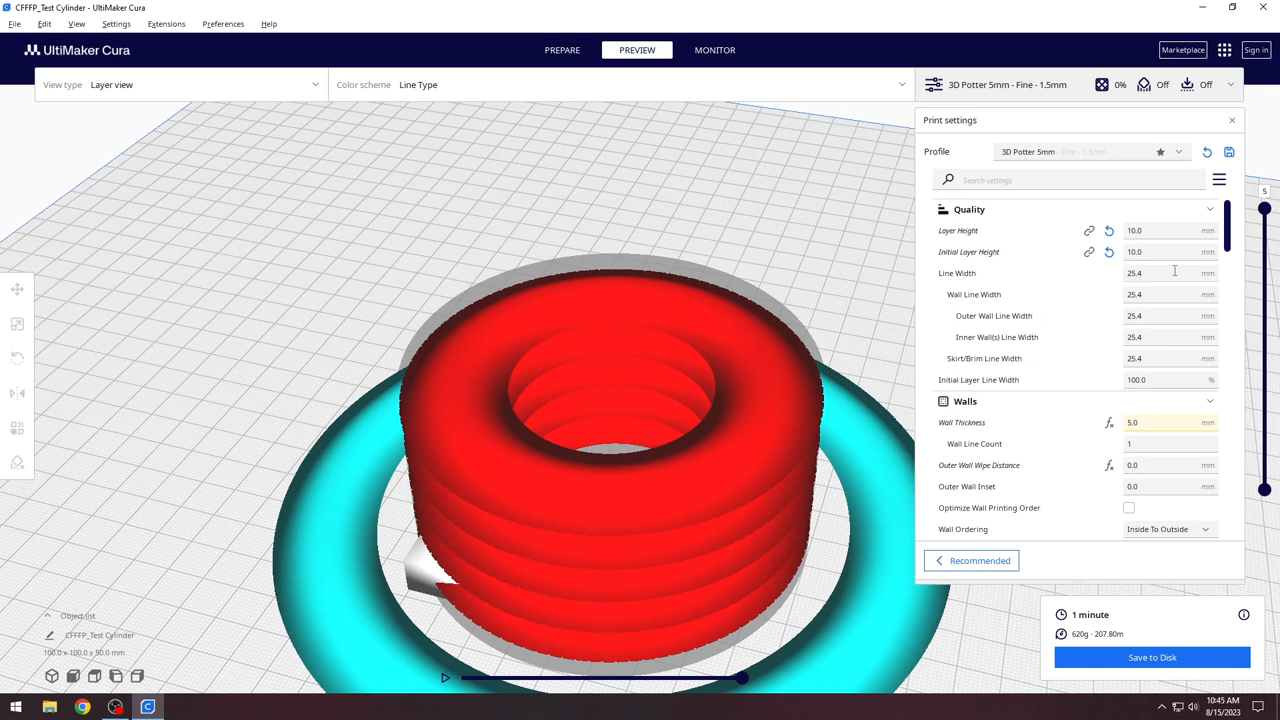 CFFFP_Test Cylinder - UltiMaker Cura
File Edit View Settings Extensions Preferences Help
UltiMaker Cura PREPARE PREVIEW MONITOR Marketplace Sign in
View type Layer view Color scheme Line Type 3D Potter 5mm - Fine - 1.5mm 0% Off Off
Print settings
Profile 3D Potter 5mm - Fine - 1.5mm
Search settings
5
Quality
Layer Height 10.0 mm
Initial Layer Height 10.0 mm
Line Width 25.4 mm
Wall Line Width 25.4 mm
Outer Wall Line Width 25.4 mm
Inner Wall(s) Line Width 25.4 mm
Skirt/Brim Line Width 25.4 mm
Initial Layer Line Width 100.0 %
Walls
Wall Thickness 5.0 mm
Wall Line Count 1
Outer Wall Wipe Distance 0.0 mm
Outer Wall Inset 0.0 mm
Optimize Wall Printing Order
Wall Ordering Inside To Outside
Recommended
Object list
CFFFP_Test Cylinder
100.0 x 100.0 x 50.0 mm
1 minute
620g · 207.80m
Save to Disk
10:45 AM
8/15/2023